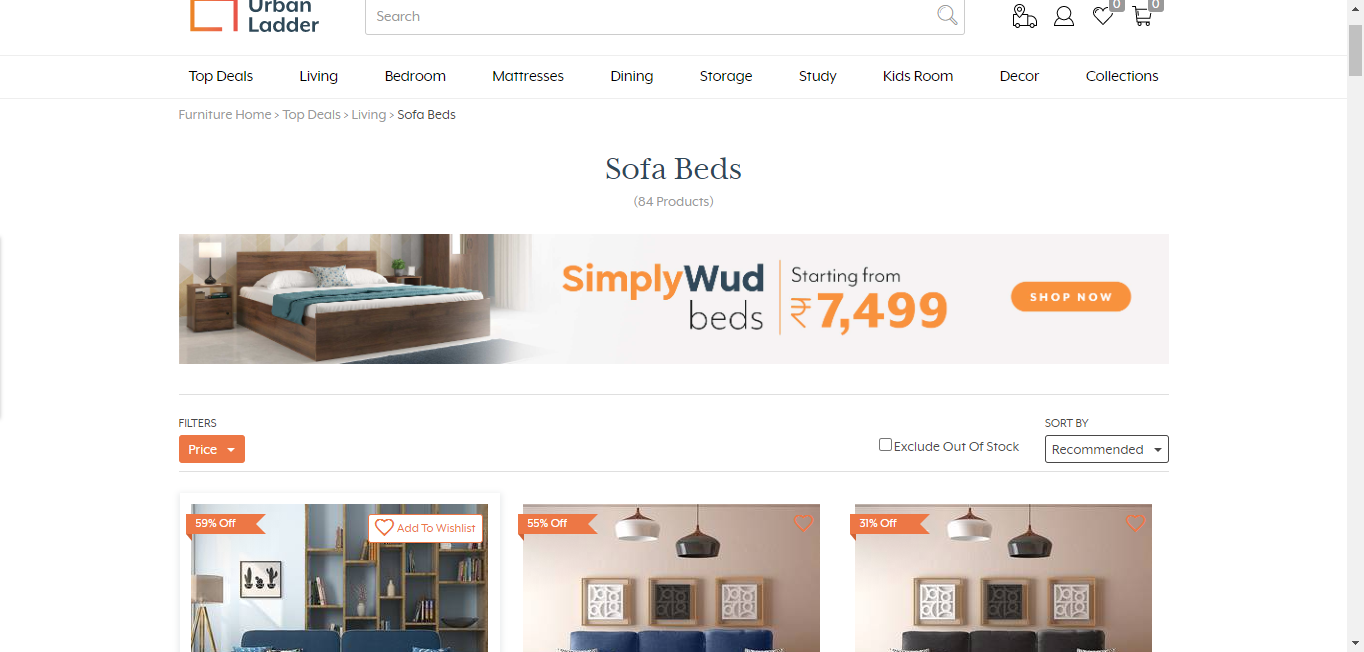 Urban
Ladder
Search
0
0
Top Deals
Living
Bedroom
Mattresses
Dining
Storage
Study
Kids Room
Decor
Collections
Furniture Home > Top Deals > Living > Sofa Beds
Sofa Beds
(84 Products)
SimplyWud
beds
Starting from
₹7,499
SHOP NOW
FILTERS
Price
Exclude Out Of Stock
SORT BY
Recommended
59% Off
Add To Wishlist
55% Off
31% Off